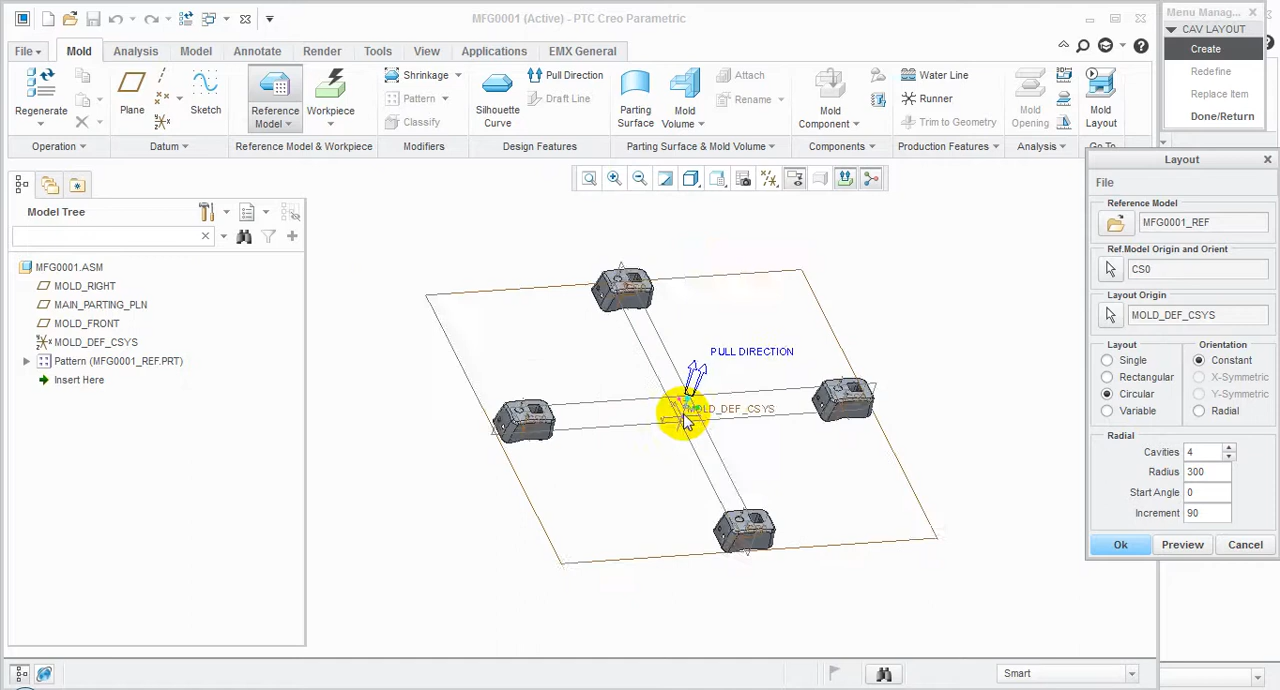 MFG0001 (Active) - PTC Creo Parametric
Menu Manag...
CAV LAYOUT
Create
Redefine
Replace Item
Done/Return
File Mold Analysis Model Annotate Render Tools View Applications EMX General
Regenerate
Plane
Sketch
Reference Model
Workpiece
Shrinkage
Pattern
Classify
Silhouette Curve
Pull Direction
Draft Line
Parting Surface
Mold Volume
Attach
Rename
Mold Component
Water Line
Runner
Trim to Geometry
Mold Opening
Mold Layout
Operation Datum Reference Model & Workpiece Modifiers Design Features Parting Surface & Mold Volume Components Production Features Analysis Go To
Model Tree
MFG0001.ASM
MOLD_RIGHT
MAIN_PARTING_PLN
MOLD_FRONT
MOLD_DEF_CSYS
Pattern (MFG0001_REF.PRT)
Insert Here
PULL DIRECTION
MOLD_DEF_CSYS
Layout
File
Reference Model
MFG0001_REF
Ref.Model Origin and Orient
CS0
Layout Origin
MOLD_DEF_CSYS
Layout Orientation
Single Constant
Rectangular X-Symmetric
Circular Y-Symmetric
Variable Radial
Radial
Cavities 4
Radius 300
Start Angle 0
Increment 90
Ok Preview Cancel
Smart